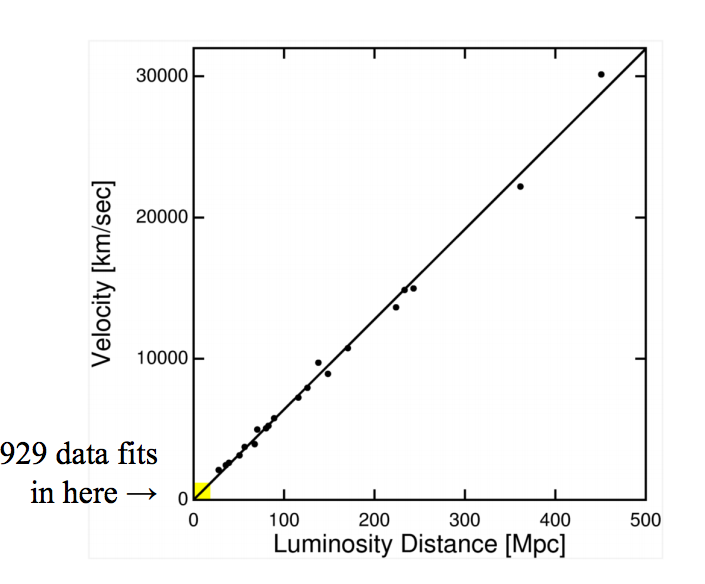 30000
20000
10000
0
Velocity [km/sec]
929 data fits
in here →
0 100 200 300 400 500
Luminosity Distance [Mpc]